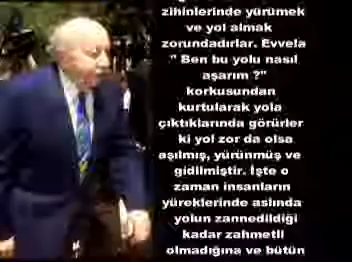 zihinlerinde yürümek
ve yol almak
zorundadırlar. Evvela
" Ben bu yolu nasıl
aşarım ?"
korkusundan
kurtularak yola
çıktıklarında görürler
ki yol zor da olsa
aşılmış, yürünmüş ve
gidilmiştir. İşte o
zaman insanların
yüreklerinde aslında
yolun zannedildiği
kadar zahmetli
olmadığına ve bütün